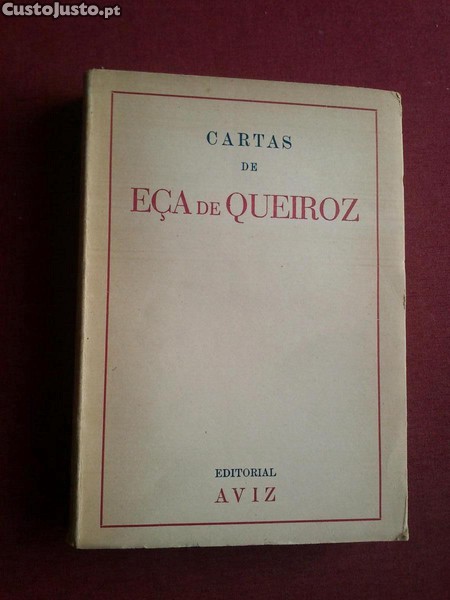 CustoJusto.pt
CARTAS
DE
EÇA DE QUEIROZ
EDITORIAL
AVIZ